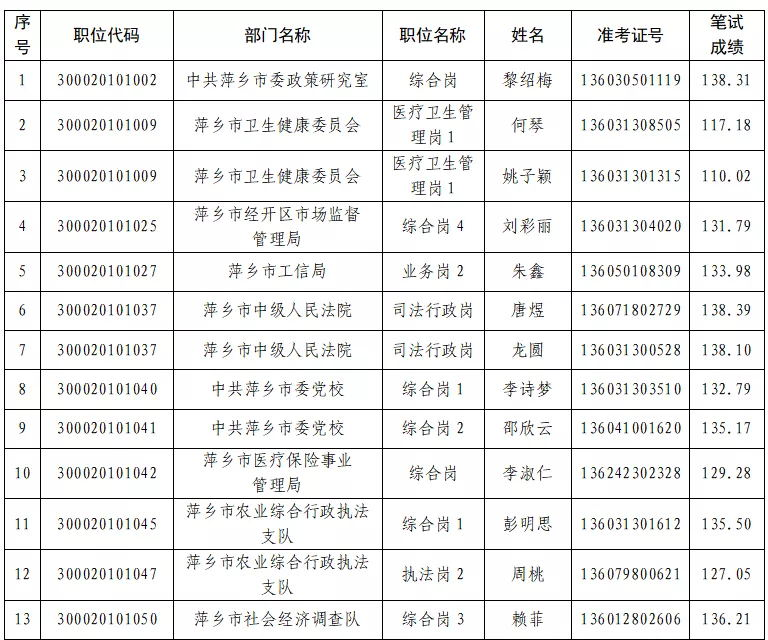 序号 职位代码 部门名称 职位名称 姓名 准考证号 笔试成绩
1 300020101002 中共萍乡市委政策研究室 综合岗 黎绍梅 136030501119 138.31
2 300020101009 萍乡市卫生健康委员会 医疗卫生管理岗1 何琴 136031308505 117.18
3 300020101009 萍乡市卫生健康委员会 医疗卫生管理岗1 姚子颖 136031301315 110.02
4 300020101025 萍乡市经开区市场监督管理局 综合岗4 刘彩丽 136031304020 131.79
5 300020101027 萍乡市工信局 业务岗2 朱鑫 136050108309 133.98
6 300020101037 萍乡市中级人民法院 司法行政岗 唐煜 136071802729 138.39
7 300020101037 萍乡市中级人民法院 司法行政岗 龙圆 136031300528 138.10
8 300020101040 中共萍乡市委党校 综合岗1 李诗梦 136031303510 132.79
9 300020101041 中共萍乡市委党校 综合岗2 邵欣云 136041001620 135.17
10 300020101042 萍乡市医疗保险事业管理局 综合岗 李淑仁 136242302328 129.28
11 300020101045 萍乡市农业综合行政执法支队 综合岗1 彭明思 136031301612 135.50
12 300020101047 萍乡市农业综合行政执法支队 执法岗2 周桃 136079800621 127.05
13 300020101050 萍乡市社会经济调查队 综合岗3 赖菲 136012802606 136.21